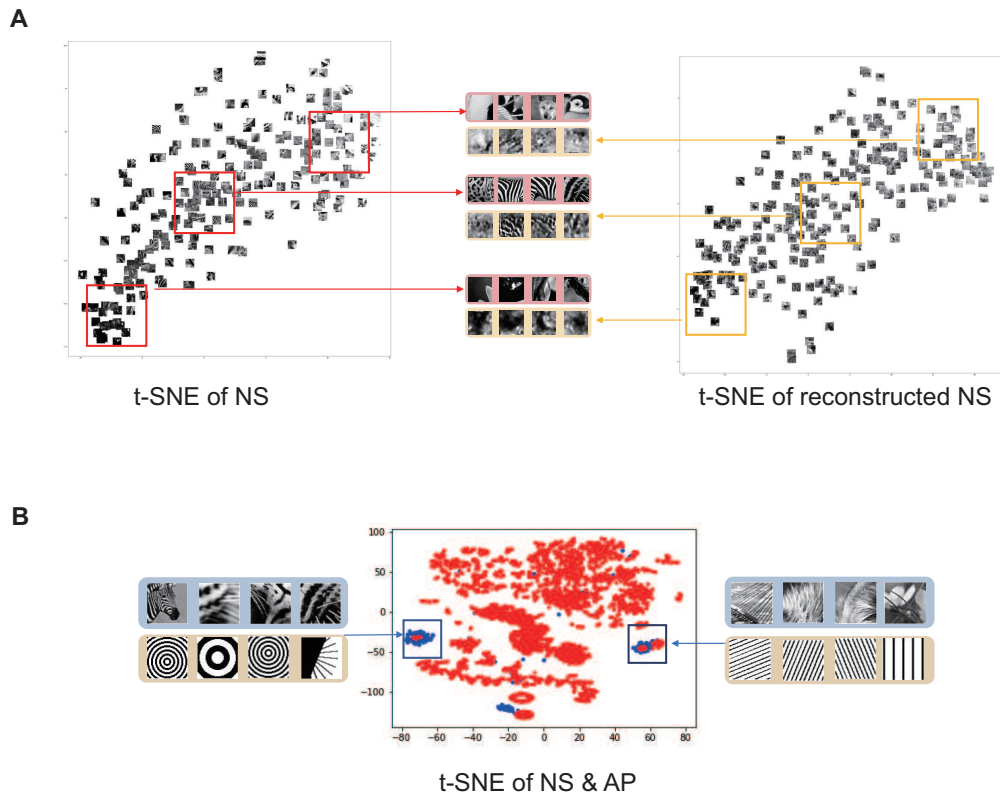 A
t-SNE of NS
t-SNE of reconstructed NS
B
100
50
0
−50
−100
−80 −60 −40 −20 0 20 40 60 80
t-SNE of NS & AP